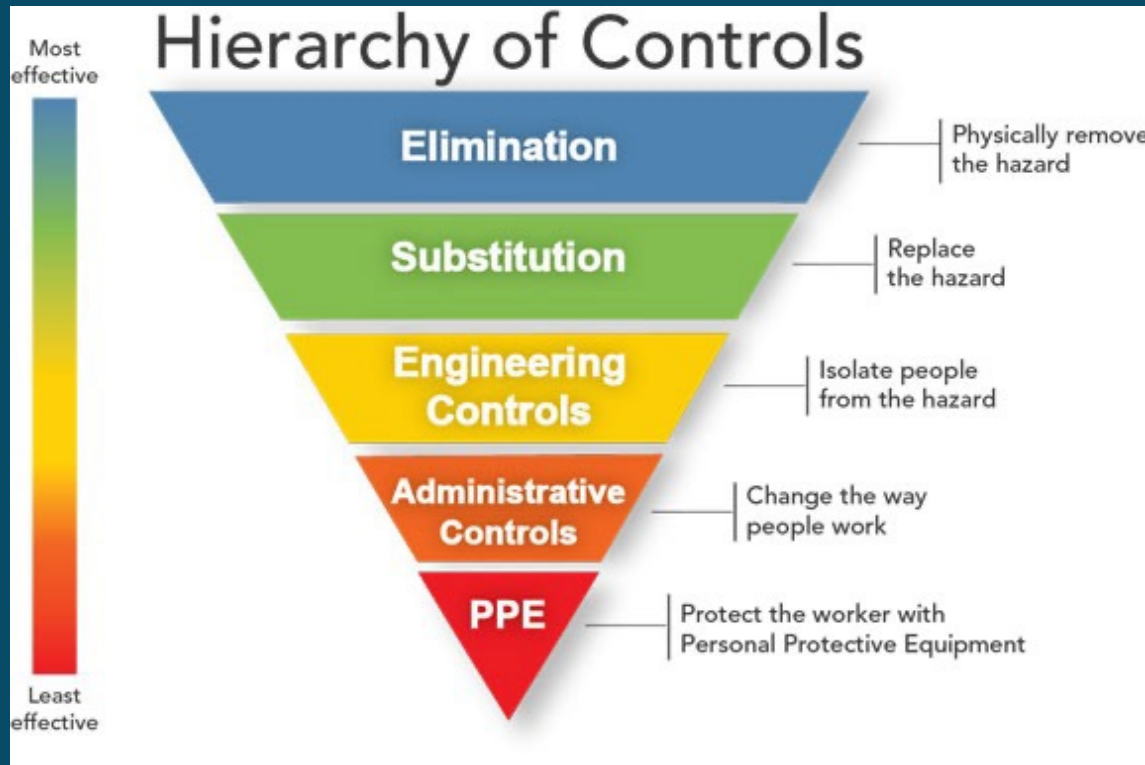 Hierarchy of Controls
Most
effective
Elimination
Physically remove
the hazard
Substitution
Replace
the hazard
Engineering
Controls
Isolate people
from the hazard
Administrative
Controls
Change the way
people work
PPE
Protect the worker with
Personal Protective Equipment
Least
effective